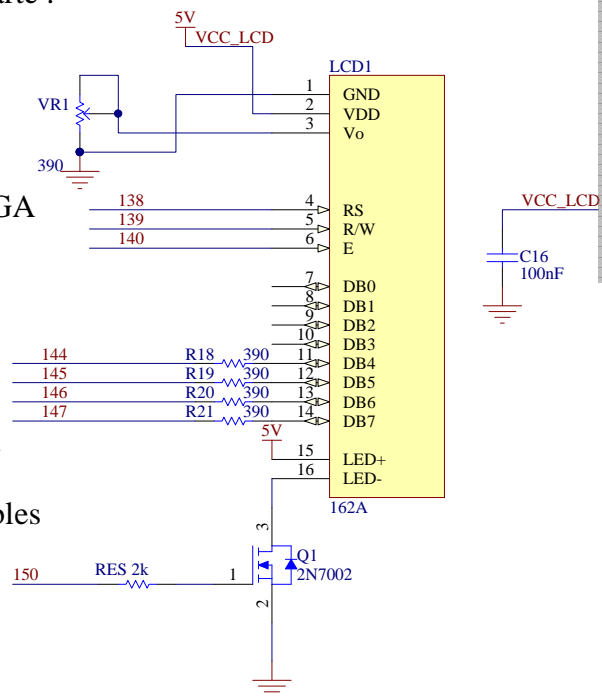 5V
VCC_LCD
LCD1
VR1
390
1 GND
2 VDD
3 Vo
GA
138 4 RS
139 5 R/W
140 6 E
VCC_LCD
C16
100nF
7 DB0
8 DB1
9 DB2
10 DB3
144 R18 390 11 DB4
145 R19 390 12 DB5
146 R20 390 13 DB6
147 R21 390 14 DB7
5V
15 LED+
16 LED-
162A
bles
3
Q1
2N7002
150 RES 2k 1
2